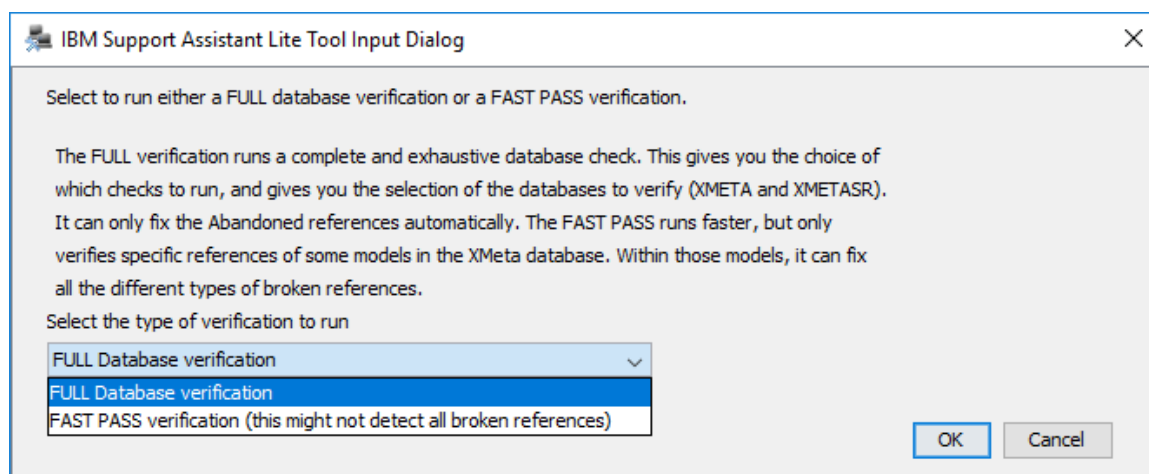 IBM Support Assistant Lite Tool Input Dialog
Select to run either a FULL database verification or a FAST PASS verification.
The FULL verification runs a complete and exhaustive database check. This gives you the choice of
which checks to run, and gives you the selection of the databases to verify (XMETA and XMETASR).
It can only fix the Abandoned references automatically. The FAST PASS runs faster, but only
verifies specific references of some models in the XMeta database. Within those models, it can fix
all the different types of broken references.
Select the type of verification to run
FULL Database verification
FULL Database verification
FAST PASS verification (this might not detect all broken references)
OK Cancel